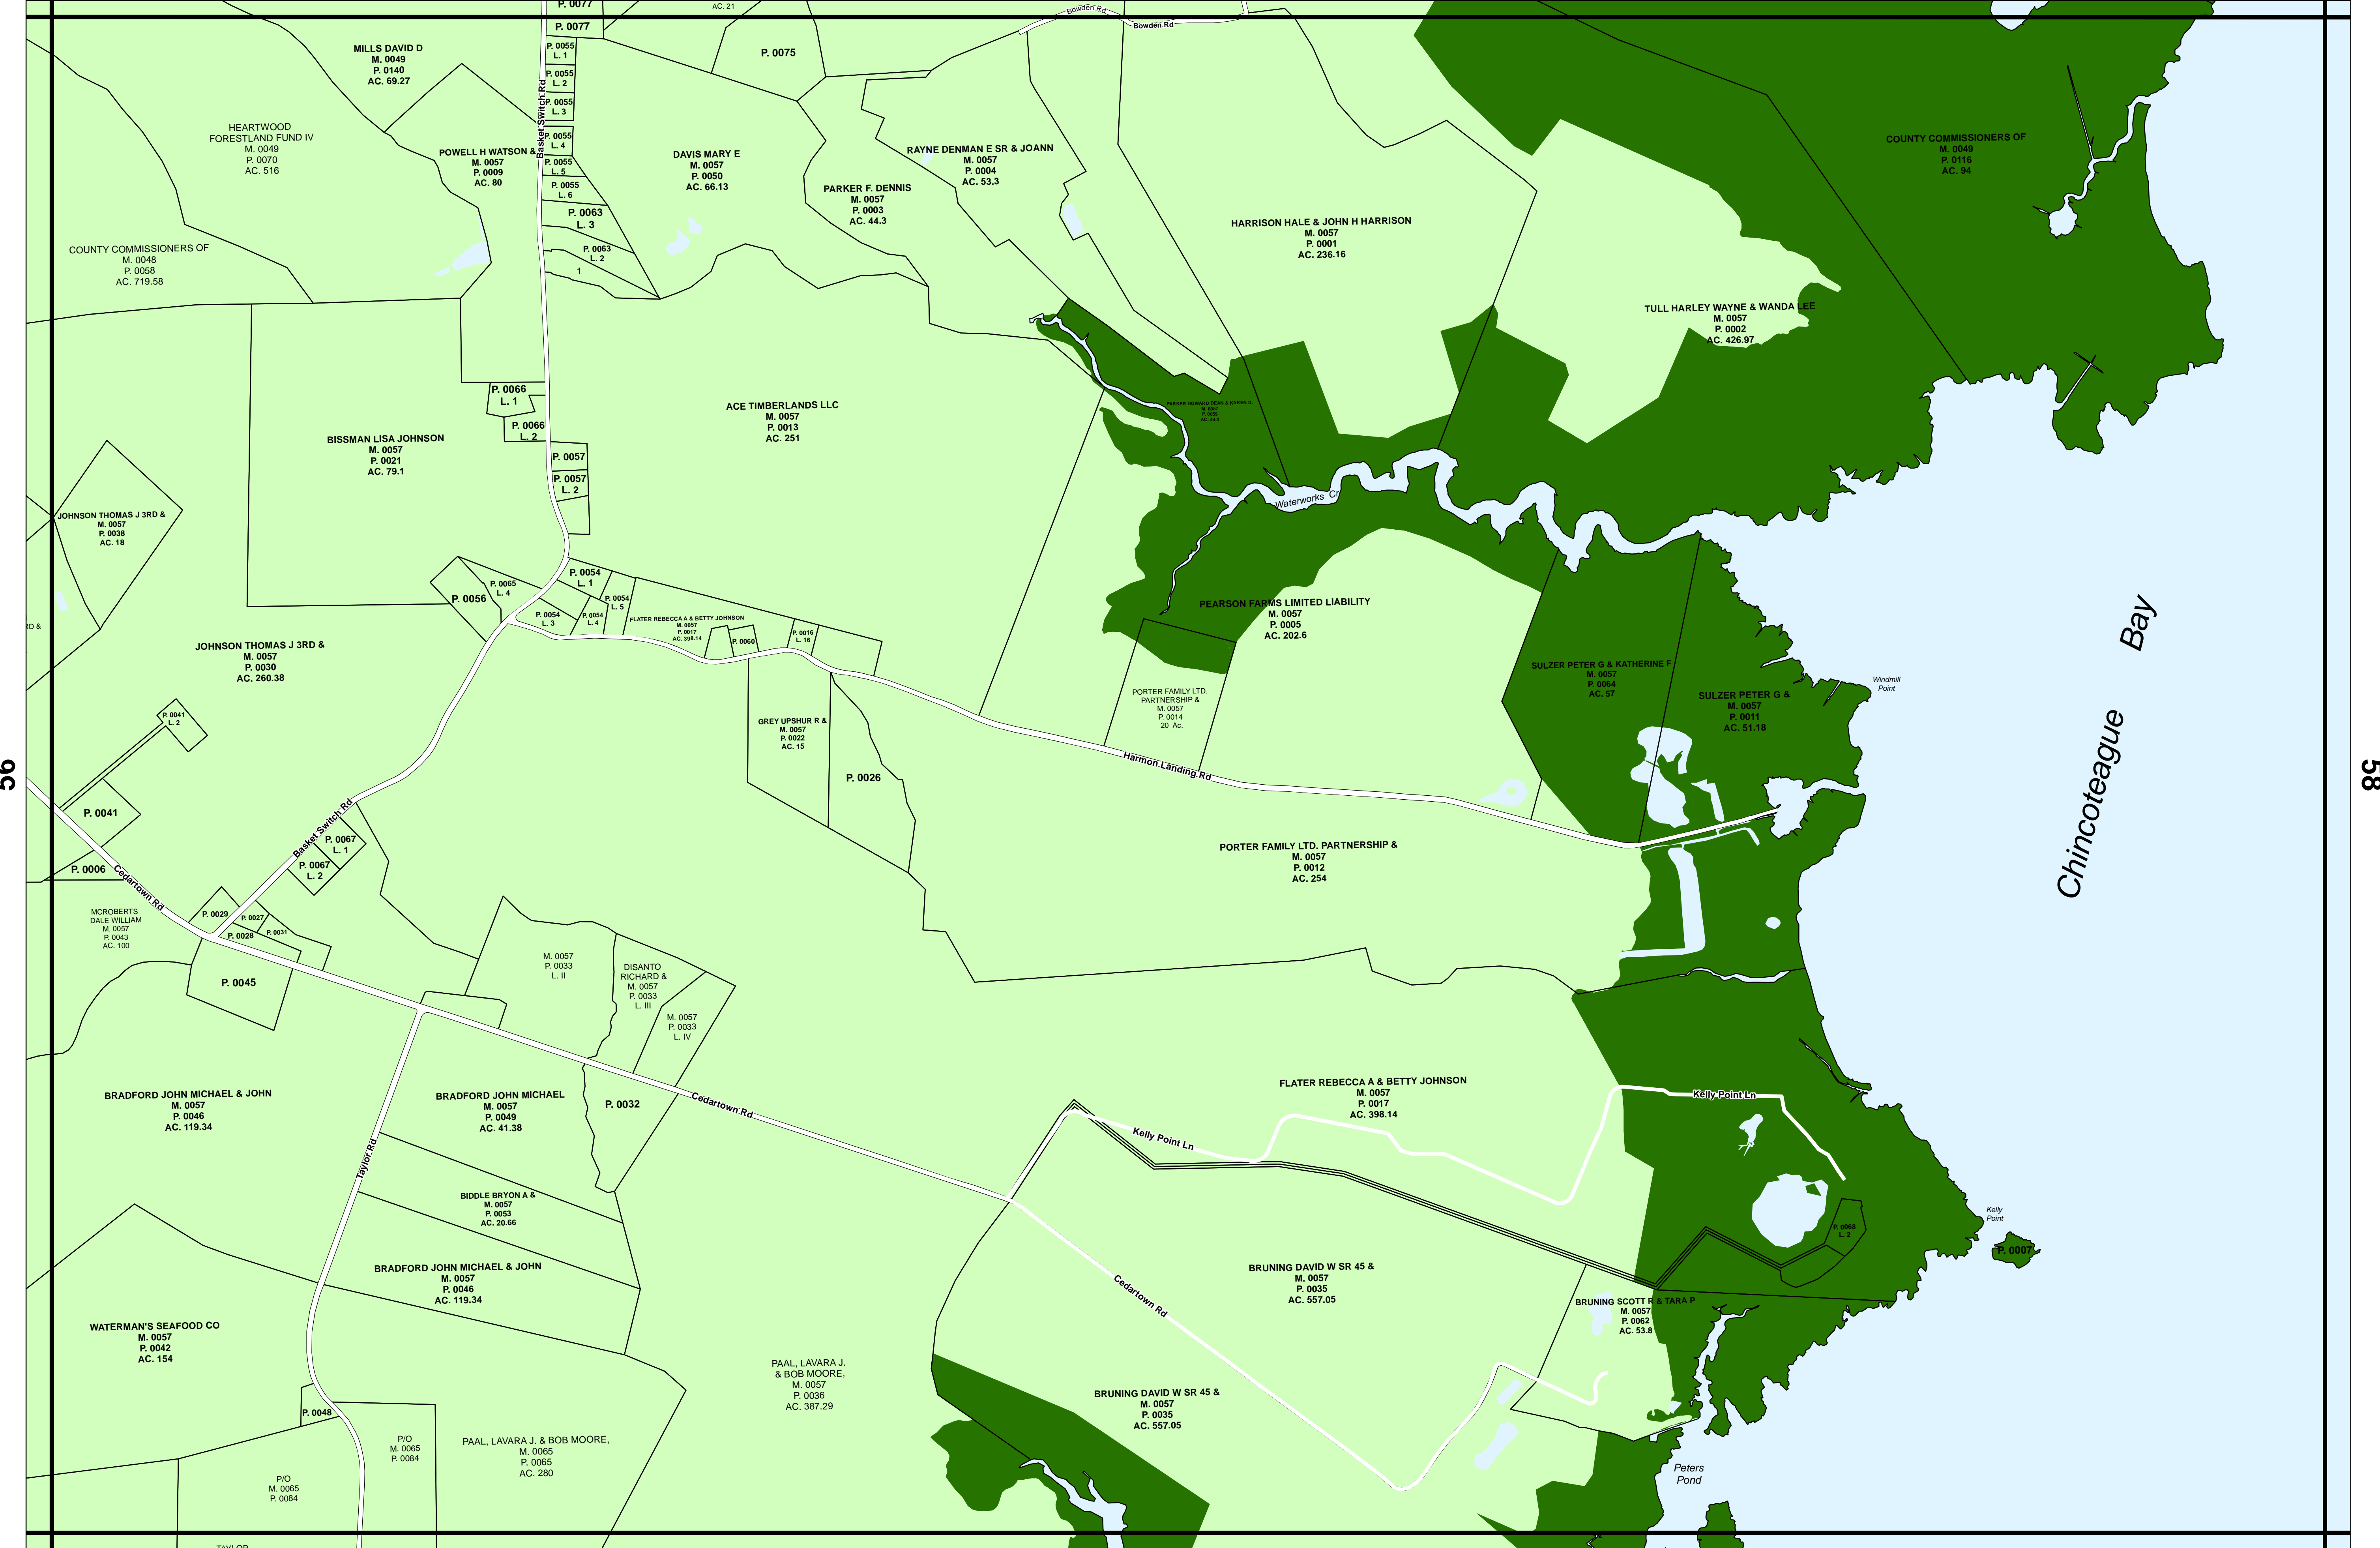 P. 0077
AC. 21
Bowden Rd
Bowden Rd
P. 0077
MILLS DAVID D
M. 0049
P. 0140
AC. 69.27
P. 0055
L. 1
P. 0055
L. 2
P. 0055
L. 3
P. 0055
L. 4
P. 0055
L. 5
P. 0055
L. 6
P. 0075
Basket Switch Rd
HEARTWOOD
FORESTLAND FUND IV
M. 0049
P. 0070
AC. 516
POWELL H WATSON &
M. 0057
P. 0009
AC. 80
DAVIS MARY E
M. 0057
P. 0050
AC. 66.13
PARKER F. DENNIS
M. 0057
P. 0003
AC. 44.3
RAYNE DENMAN E SR & JOANN
M. 0057
P. 0004
AC. 53.3
COUNTY COMMISSIONERS OF
M. 0049
P. 0116
AC. 94
P. 0063
L. 3
P. 0063
L. 2
1
HARRISON HALE & JOHN H HARRISON
M. 0057
P. 0001
AC. 236.16
COUNTY COMMISSIONERS OF
M. 0048
P. 0058
AC. 719.58
TULL HARLEY WAYNE & WANDA LEE
M. 0057
P. 0002
AC. 426.97
P. 0066
L. 1
P. 0066
L. 2
ACE TIMBERLANDS LLC
M. 0057
P. 0013
AC. 251
PARKER HOWARD DEAN & KAREN D.
M. 0057
AC. 44.3
BISSMAN LISA JOHNSON
M. 0057
P. 0021
AC. 79.1
P. 0057
P. 0057
L. 2
Waterworks Cr
JOHNSON THOMAS J 3RD &
M. 0057
P. 0038
AC. 18
P. 0056
P. 0065
L. 4
P. 0054
L. 1
P. 0054
L. 5
P. 0054
L. 3
P. 0054
L. 4
FLATER REBECCA A & BETTY JOHNSON
M. 0057
P. 0017
AC. 398.14
P. 0060
P. 0016
L. 16
PEARSON FARMS LIMITED LIABILITY
M. 0057
P. 0005
AC. 202.6
RD &
JOHNSON THOMAS J 3RD &
M. 0057
P. 0030
AC. 260.38
SULZER PETER G & KATHERINE F
M. 0057
P. 0064
AC. 57
SULZER PETER G &
M. 0057
P. 0011
AC. 51.18
Windmill
Point
Chincoteague Bay
PORTER FAMILY LTD.
PARTNERSHIP &
M. 0057
P. 0014
20 Ac.
GREY UPSHUR R &
M. 0057
P. 0022
AC. 15
P. 0026
P. 0041
L. 2
Harmon Landing Rd
56
58
P. 0041
Basket Switch Rd
P. 0067
L. 1
P. 0067
L. 2
P. 0006
Cedartown Rd
PORTER FAMILY LTD. PARTNERSHIP &
M. 0057
P. 0012
AC. 254
MCROBERTS
DALE WILLIAM
M. 0057
P. 0043
AC. 100
P. 0029
P. 0027
P. 0028
P. 0031
P. 0045
M. 0057
P. 0033
L. II
DISANTO
RICHARD &
M. 0057
P. 0033
L. III
M. 0057
P. 0033
L. IV
BRADFORD JOHN MICHAEL & JOHN
M. 0057
P. 0046
AC. 119.34
BRADFORD JOHN MICHAEL
M. 0057
P. 0049
AC. 41.38
P. 0032
Cedartown Rd
FLATER REBECCA A & BETTY JOHNSON
M. 0057
P. 0017
AC. 398.14
Kelly Point Ln
Kelly Point Ln
Taylor Rd
BIDDLE BRYON A &
M. 0057
P. 0053
AC. 20.66
P. 0068
L. 2
Kelly
Point
P. 0007
BRADFORD JOHN MICHAEL & JOHN
M. 0057
P. 0046
AC. 119.34
Cedartown Rd
BRUNING DAVID W SR 45 &
M. 0057
P. 0035
AC. 557.05
BRUNING SCOTT R & TARA P
M. 0057
P. 0062
AC. 53.8
WATERMAN'S SEAFOOD CO
M. 0057
P. 0042
AC. 154
PAAL, LAVARA J.
& BOB MOORE,
M. 0057
P. 0036
AC. 387.29
BRUNING DAVID W SR 45 &
M. 0057
P. 0035
AC. 557.05
P. 0048
P/O
M. 0065
P. 0084
PAAL, LAVARA J. & BOB MOORE,
M. 0065
P. 0065
AC. 280
P/O
M. 0065
P. 0084
Peters
Pond
TAYLOR